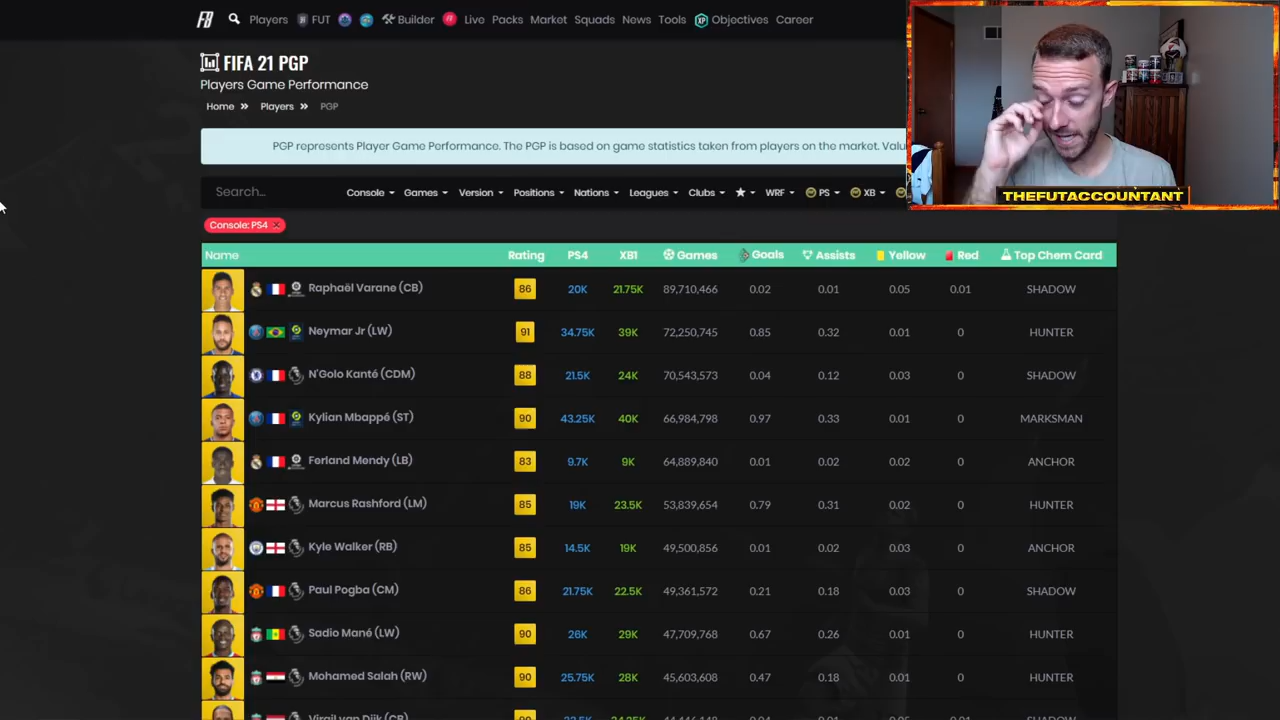 FB Players FUT Builder Live Packs Market Squads News Tools XP Objectives Career
FIFA 21 PGP
Players Game Performance
Home » Players » PGP
PGP represents Player Game Performance. The PGP is based on game statistics taken from players on the market. Valu
THEFUTACCOUNTANT
Search... Console Games Version Positions Nations Leagues Clubs WRF PS XB
Console: PS4
Name Rating PS4 XB1 Games Goals Assists Yellow Red Top Chem Card
Raphaël Varane (CB) 86 20K 21.75K 89,710,466 0.02 0.01 0.05 0.01 SHADOW
Neymar Jr (LW) 91 34.75K 39K 72,250,745 0.85 0.32 0.01 0 HUNTER
N'Golo Kanté (CDM) 88 21.5K 24K 70,543,573 0.04 0.12 0.03 0 SHADOW
Kylian Mbappé (ST) 90 43.25K 40K 66,984,798 0.97 0.33 0.01 0 MARKSMAN
Ferland Mendy (LB) 83 9.7K 9K 64,889,840 0.01 0.02 0.02 0 ANCHOR
Marcus Rashford (LM) 85 19K 23.5K 53,839,654 0.79 0.31 0.02 0 HUNTER
Kyle Walker (RB) 85 14.5K 19K 49,500,856 0.01 0.02 0.03 0 ANCHOR
Paul Pogba (CM) 86 21.75K 22.5K 49,361,572 0.21 0.18 0.03 0 SHADOW
Sadio Mané (LW) 90 26K 29K 47,709,768 0.67 0.26 0.01 0 HUNTER
Mohamed Salah (RW) 90 25.75K 28K 45,603,608 0.47 0.18 0.01 0 HUNTER
Virgil van Dijk (CB)